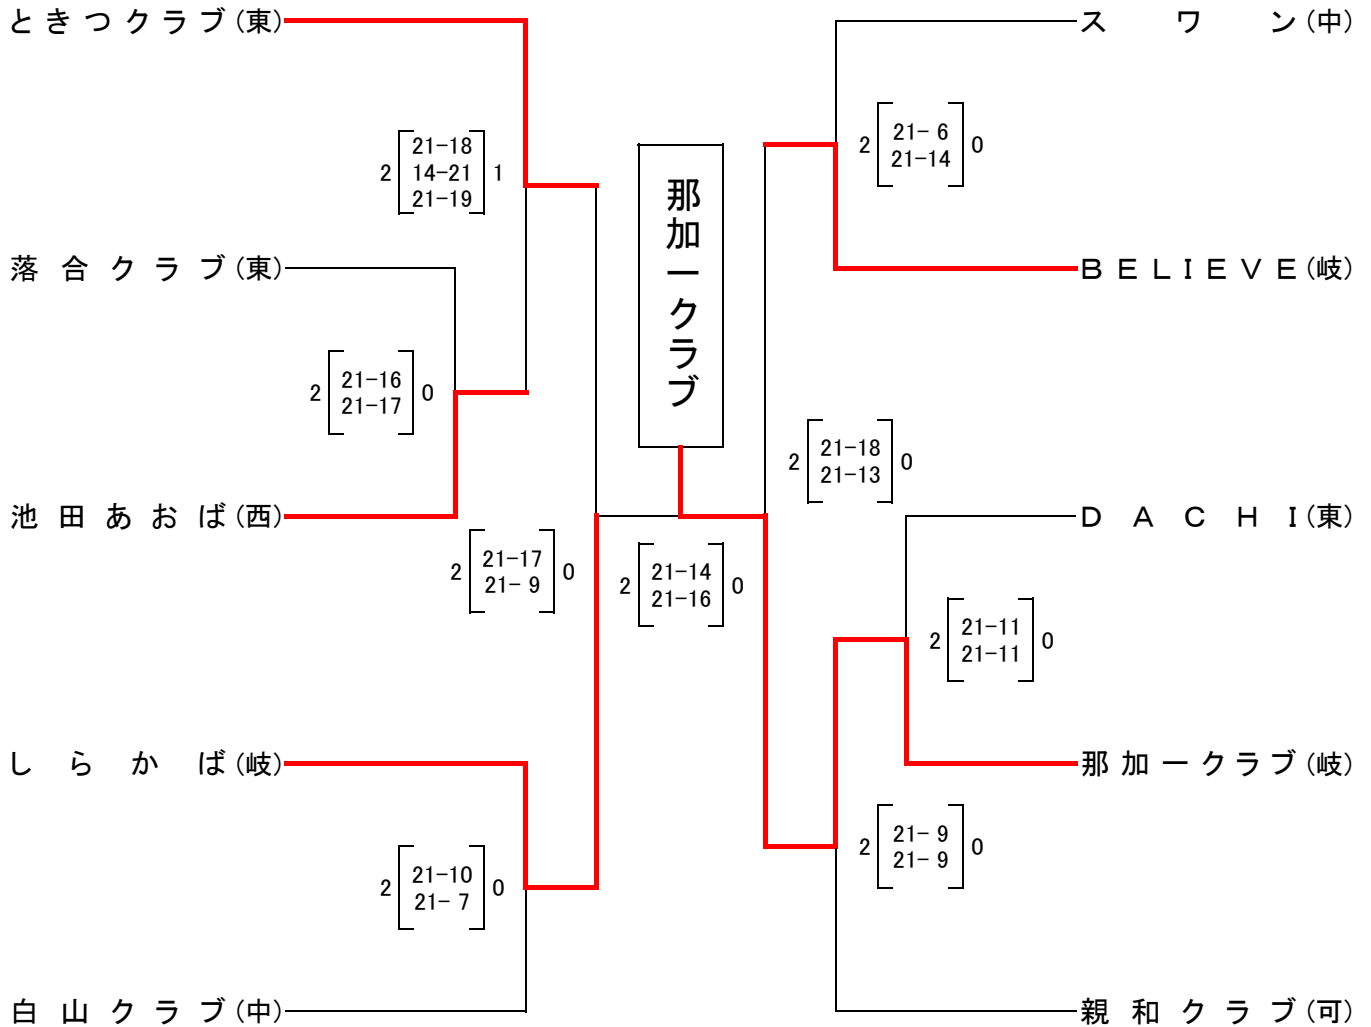 ときつクラブ(東)
スワン(中)
2 21-18 1
14-21
21-19
2 21- 6 0
21-14
那加一クラブ
落合クラブ(東)
BELIEVE(岐)
2 21-16 0
21-17
2 21-18 0
21-13
池田あおば(西)
DACHI(東)
2 21-17 0
21- 9
2 21-14 0
21-16
2 21-11 0
21-11
しらかば(岐)
那加一クラブ(岐)
2 21-10 0
21- 7
2 21- 9 0
21- 9
白山クラブ(中)
親和クラブ(可)